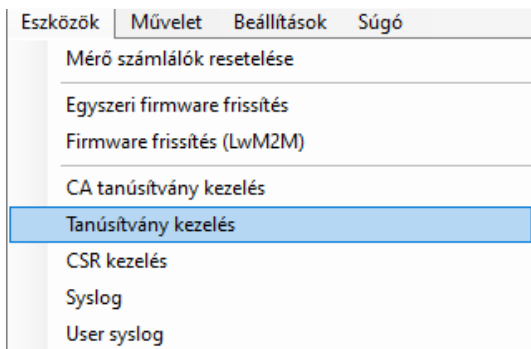 Eszközök Művelet Beállítások Súgó
Mérő számlálók resetelése
Egyszeri firmware frissítés
Firmware frissítés (LwM2M)
CA tanúsítvány kezelés
Tanúsítvány kezelés
CSR kezelés
Syslog
User syslog